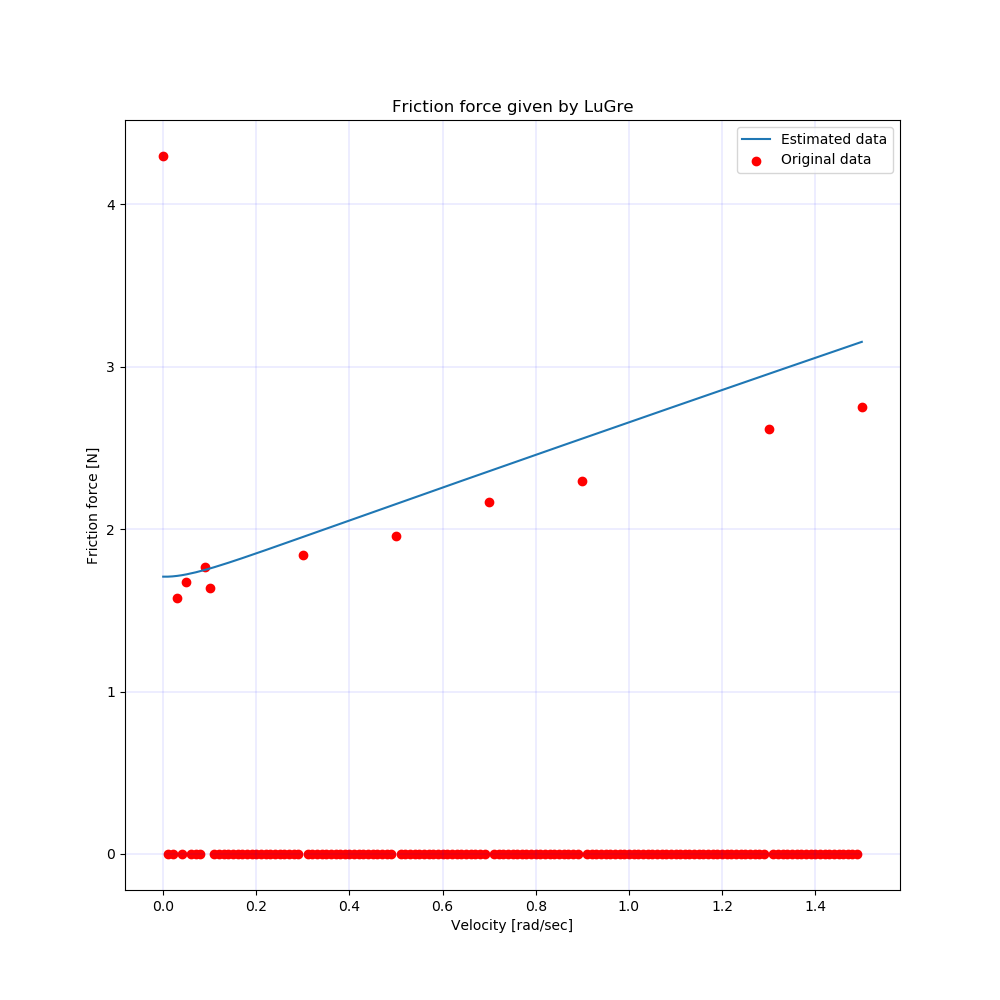 Friction force given by LuGre
Estimated data
Original data
4
3
2
1
0
Friction force [N]
0.0 0.2 0.4 0.6 0.8 1.0 1.2 1.4
Velocity [rad/sec]